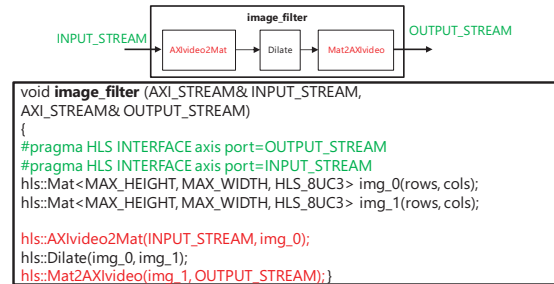 image_filter
INPUT_STREAM
OUTPUT_STREAM
AXIvideo2Mat
Dilate
Mat2AXIvideo
void image_filter (AXI_STREAM& INPUT_STREAM,
AXI_STREAM& OUTPUT_STREAM)
{
#pragma HLS INTERFACE axis port=OUTPUT_STREAM
#pragma HLS INTERFACE axis port=INPUT_STREAM
hls::Mat<MAX_HEIGHT, MAX_WIDTH, HLS_8UC3> img_0(rows, cols);
hls::Mat<MAX_HEIGHT, MAX_WIDTH, HLS_8UC3> img_1(rows, cols);
hls::AXIvideo2Mat(INPUT_STREAM, img_0);
hls::Dilate(img_0, img_1);
hls::Mat2AXIvideo(img_1, OUTPUT_STREAM); }